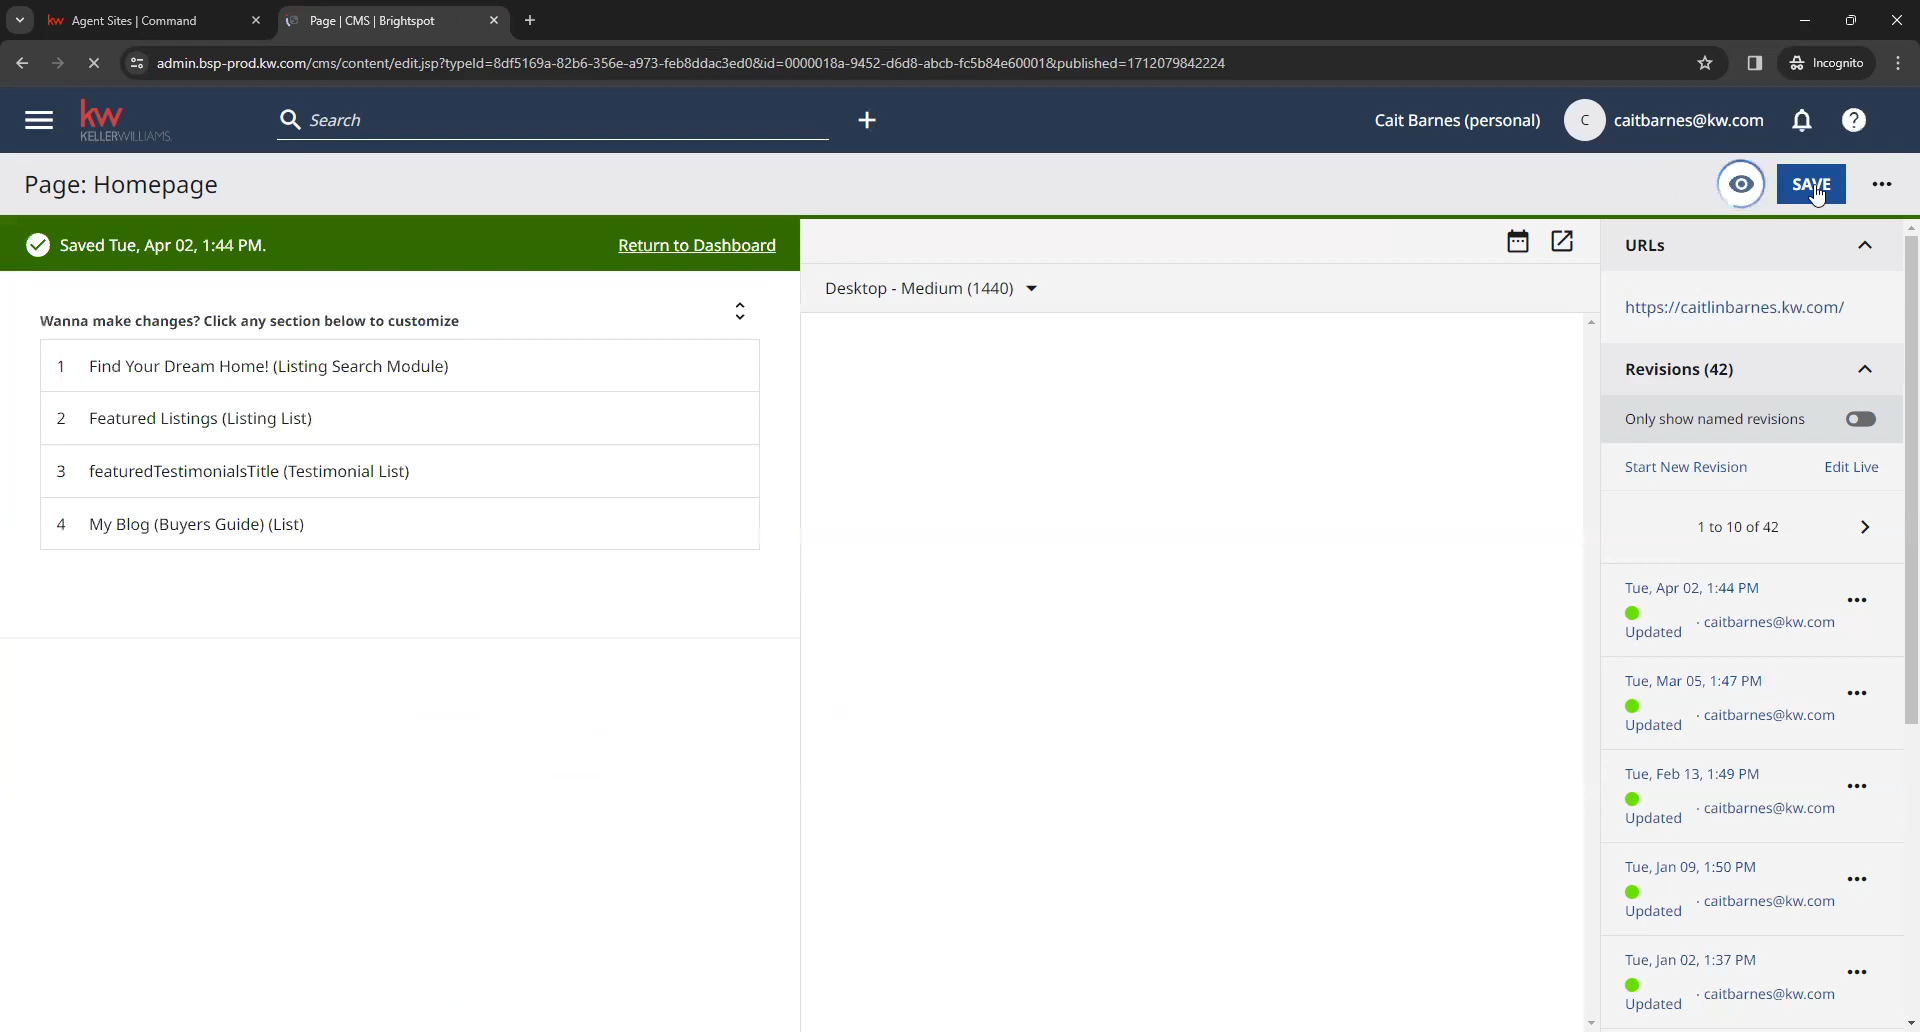 Agent Sites | Command
Page | CMS | Brightspot
admin.bsp-prod.kw.com/cms/content/edit.jsp?typeId=8df5169a-82b6-356e-a973-feb8ddac3ed0&id=0000018a-9452-d6d8-abcb-fc5b84e60001&published=1712079842224
Incognito
kw
KELLERWILLIAMS.
Search
Cait Barnes (personal)
C
caitbarnes@kw.com
Page: Homepage
SAVE
Saved Tue, Apr 02, 1:44 PM.
Return to Dashboard
Wanna make changes? Click any section below to customize
1 Find Your Dream Home! (Listing Search Module)
2 Featured Listings (Listing List)
3 featuredTestimonialsTitle (Testimonial List)
4 My Blog (Buyers Guide) (List)
Desktop - Medium (1440)
URLs
https://caitlinbarnes.kw.com/
Revisions (42)
Only show named revisions
Start New Revision
Edit Live
1 to 10 of 42
Tue, Apr 02, 1:44 PM
Updated · caitbarnes@kw.com
Tue, Mar 05, 1:47 PM
Updated · caitbarnes@kw.com
Tue, Feb 13, 1:49 PM
Updated · caitbarnes@kw.com
Tue, Jan 09, 1:50 PM
Updated · caitbarnes@kw.com
Tue, Jan 02, 1:37 PM
Updated · caitbarnes@kw.com